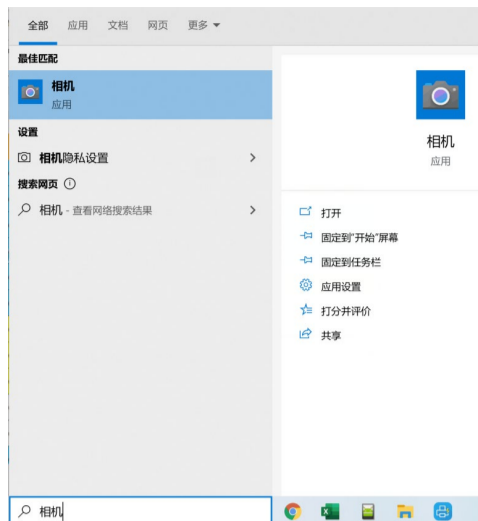 全部 应用 文档 网页 更多
最佳匹配
相机
应用
设置
相机隐私设置
搜索网页
相机 - 查看网络搜索结果
相机
应用
打开
固定到"开始"屏幕
固定到任务栏
应用设置
打分并评价
共享
相机